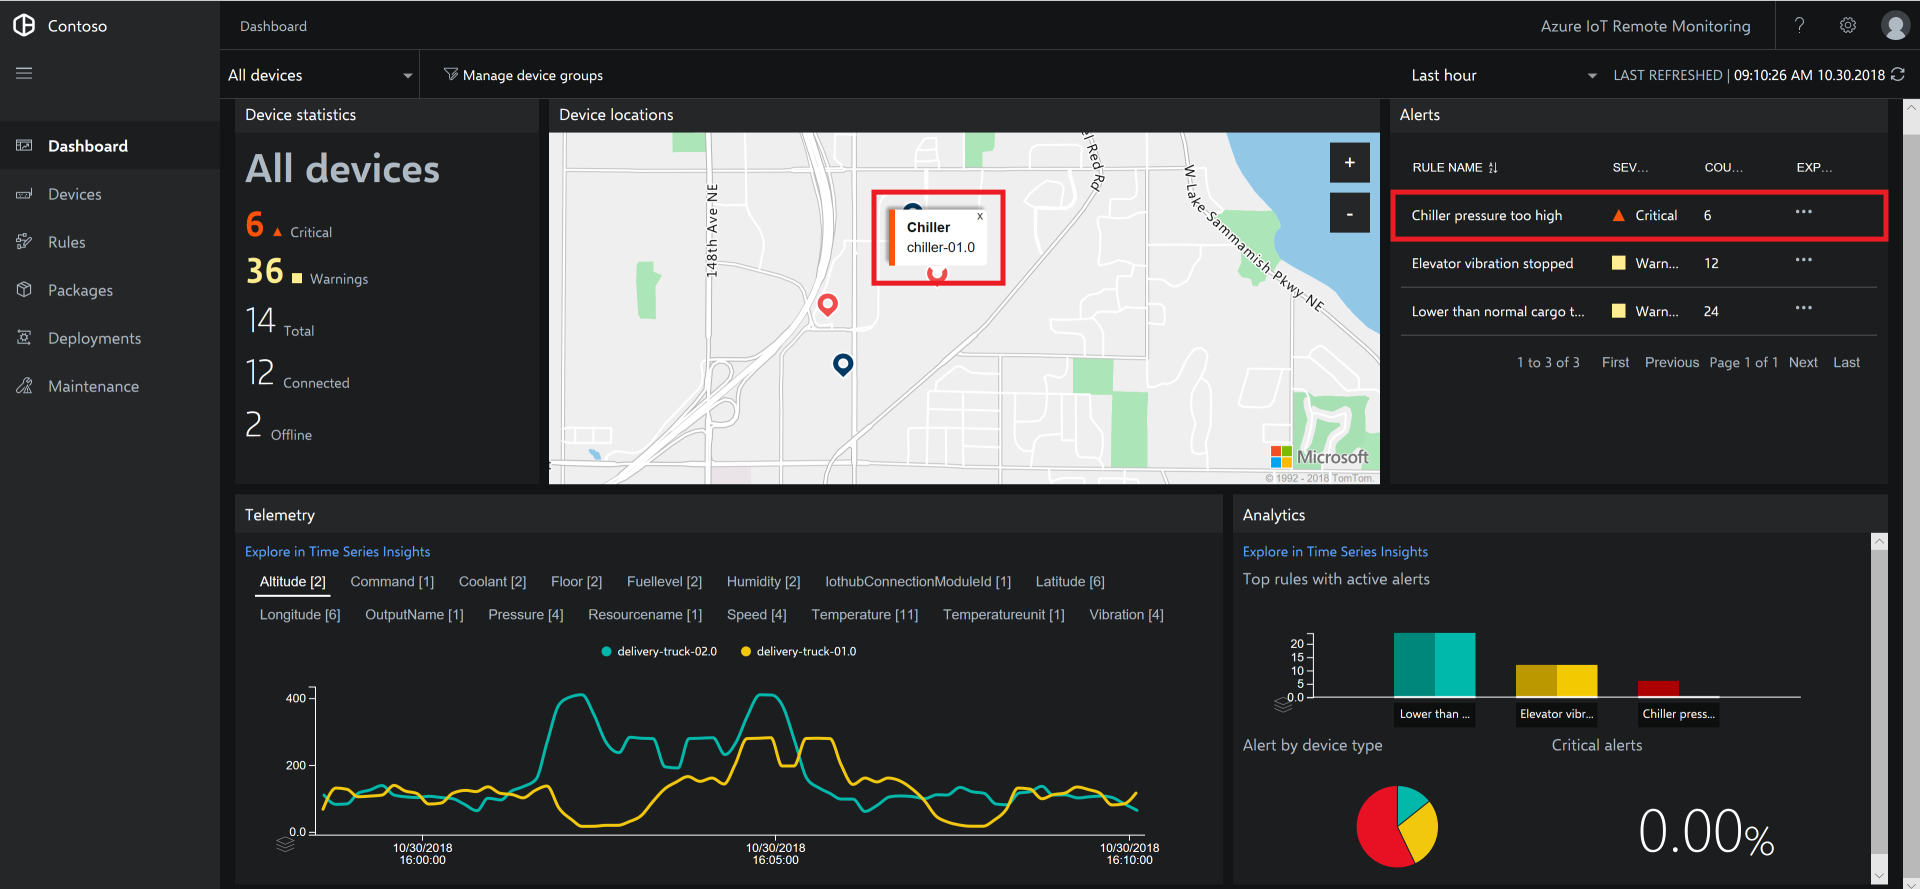 Contoso
Dashboard
Azure IoT Remote Monitoring
?
All devices
Manage device groups
Last hour
LAST REFRESHED | 09:10:26 AM 10.30.2018
Dashboard
Devices
Rules
Packages
Deployments
Maintenance
Device statistics
All devices
6 Critical
36 Warnings
14 Total
12 Connected
2 Offline
Device locations
148th Ave NE
el Red Rd
W Lake Sammamish Pkwy NE
+
-
x
Chiller
chiller-01.0
Microsoft
© 1992 - 2018 TomTom.
Alerts
RULE NAME SEV... COU... EXP...
Chiller pressure too high Critical 6 ...
Elevator vibration stopped Warn... 12 ...
Lower than normal cargo t... Warn... 24 ...
1 to 3 of 3 First Previous Page 1 of 1 Next Last
Telemetry
Explore in Time Series Insights
Altitude [2] Command [1] Coolant [2] Floor [2] Fuellevel [2] Humidity [2] IothubConnectionModuleId [1] Latitude [6]
Longitude [6] OutputName [1] Pressure [4] Resourcename [1] Speed [4] Temperature [11] Temperatureunit [1] Vibration [4]
delivery-truck-02.0 delivery-truck-01.0
400
200
0.0
10/30/2018 10/30/2018 10/30/2018
16:00:00 16:05:00 16:10:00
Analytics
Explore in Time Series Insights
Top rules with active alerts
20
15
10
5
0.0
Lower than ... Elevator vibr... Chiller press...
Alert by device type
Critical alerts
0.00%